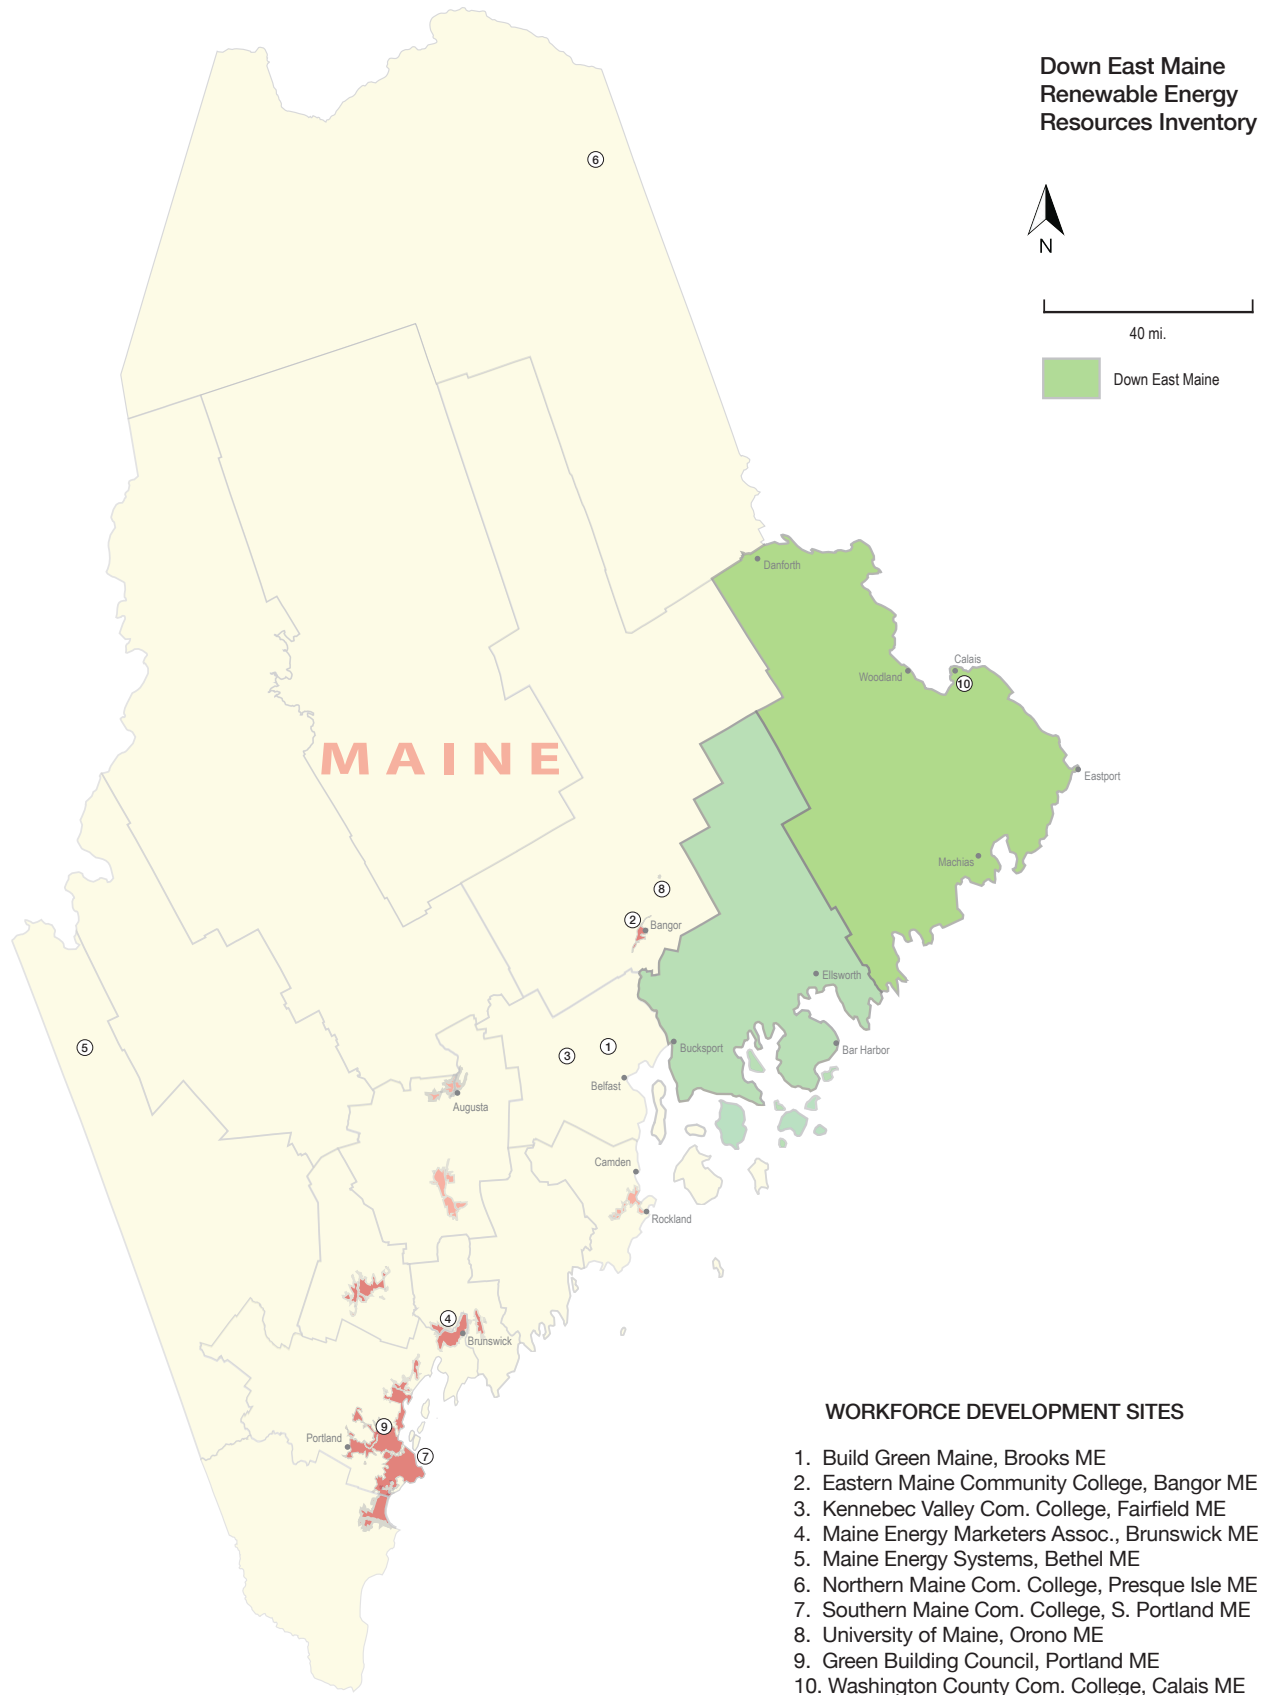 Down East Maine
Renewable Energy
Resources Inventory
6
N
40 mi.
Down East Maine
Danforth
Calais
Woodland
10
MAINE
Eastport
Machias
8
2
Bangor
Ellsworth
5
3
1
Bucksport
Bar Harbor
Belfast
Augusta
Camden
Rockland
4
Brunswick
9
Portland
7
WORKFORCE DEVELOPMENT SITES
1. Build Green Maine, Brooks ME
2. Eastern Maine Community College, Bangor ME
3. Kennebec Valley Com. College, Fairfield ME
4. Maine Energy Marketers Assoc., Brunswick ME
5. Maine Energy Systems, Bethel ME
6. Northern Maine Com. College, Presque Isle ME
7. Southern Maine Com. College, S. Portland ME
8. University of Maine, Orono ME
9. Green Building Council, Portland ME
10. Washington County Com. College, Calais ME